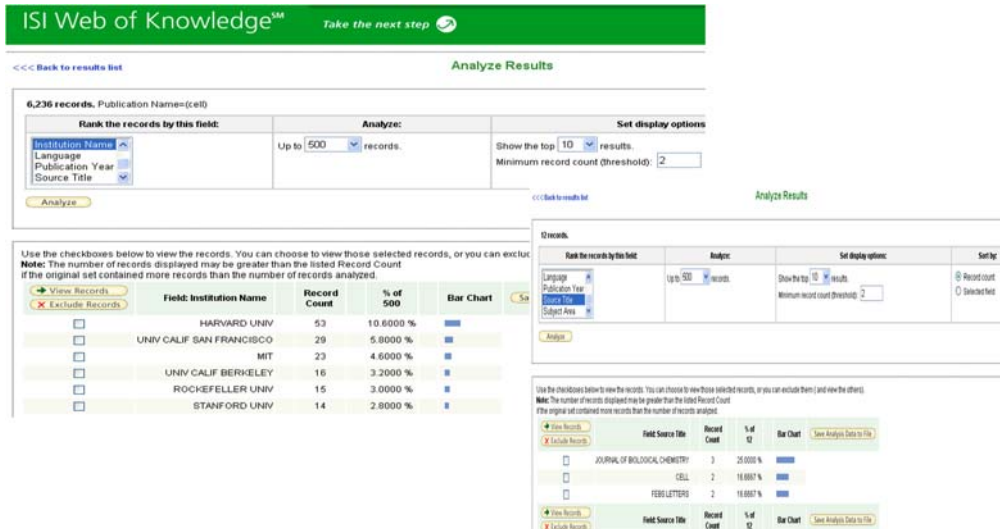 ISI Web of Knowledge℠ Take the next step
<<< Back to results list Analyze Results
6,236 records. Publication Name=(cell)
Rank the records by this field: Analyze: Set display options
Institution Name
Language
Publication Year
Source Title
Up to 500 records.
Show the top 10 results.
Minimum record count (threshold): 2
Analyze
Use the checkboxes below to view the records. You can choose to view those selected records, or you can exclud
Note: The number of records displayed may be greater than the listed Record Count
if the original set contained more records than the number of records analyzed.
View Records
Exclude Records
Field: Institution Name Record Count % of 500 Bar Chart Sa
HARVARD UNIV 53 10.6000 %
UNIV CALIF SAN FRANCISCO 29 5.8000 %
MIT 23 4.6000 %
UNIV CALIF BERKELEY 16 3.2000 %
ROCKEFELLER UNIV 15 3.0000 %
STANFORD UNIV 14 2.8000 %
<<< Back to results list Analyze Results
12 records.
Rank the records by this field: Analyze: Set display options: Sort by:
Language
Publication Year
Source Title
Subject Area
Up to 500 records.
Show the top 10 results.
Minimum record count (threshold): 2
Record count
Selected field
Analyze
Use the checkboxes below to view the records. You can choose to view those selected records, or you can exclude them (and view the others).
Note: The number of records displayed may be greater than the listed Record Count
if the original set contained more records than the number of records analyzed.
View Records
Exclude Records
Field: Source Title Record Count % of 12 Bar Chart Save Analysis Data to File
JOURNAL OF BIOLOGICAL CHEMISTRY 3 25.0000 %
CELL 2 16.6667 %
FEBS LETTERS 2 16.6667 %
View Records
Exclude Records
Field: Source Title Record Count % of 12 Bar Chart Save Analysis Data to File